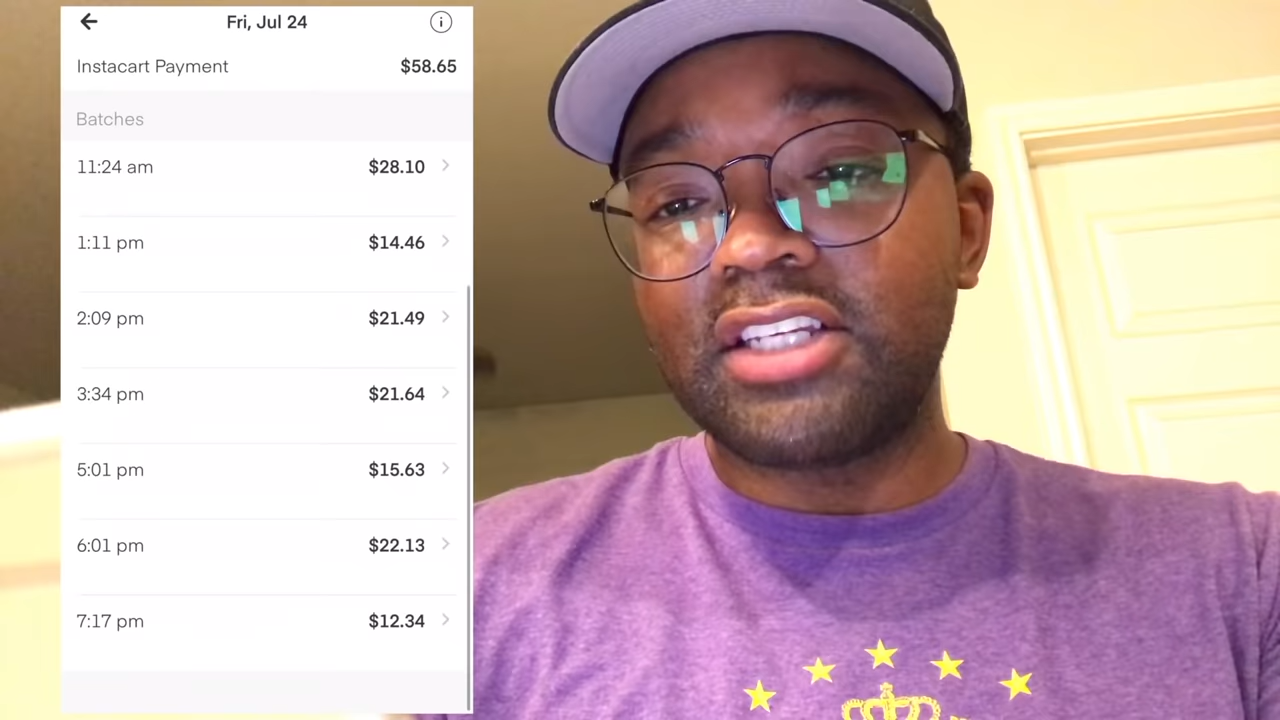 Fri, Jul 24
Instacart Payment $58.65
Batches
11:24 am $28.10
1:11 pm $14.46
2:09 pm $21.49
3:34 pm $21.64
5:01 pm $15.63
6:01 pm $22.13
7:17 pm $12.34